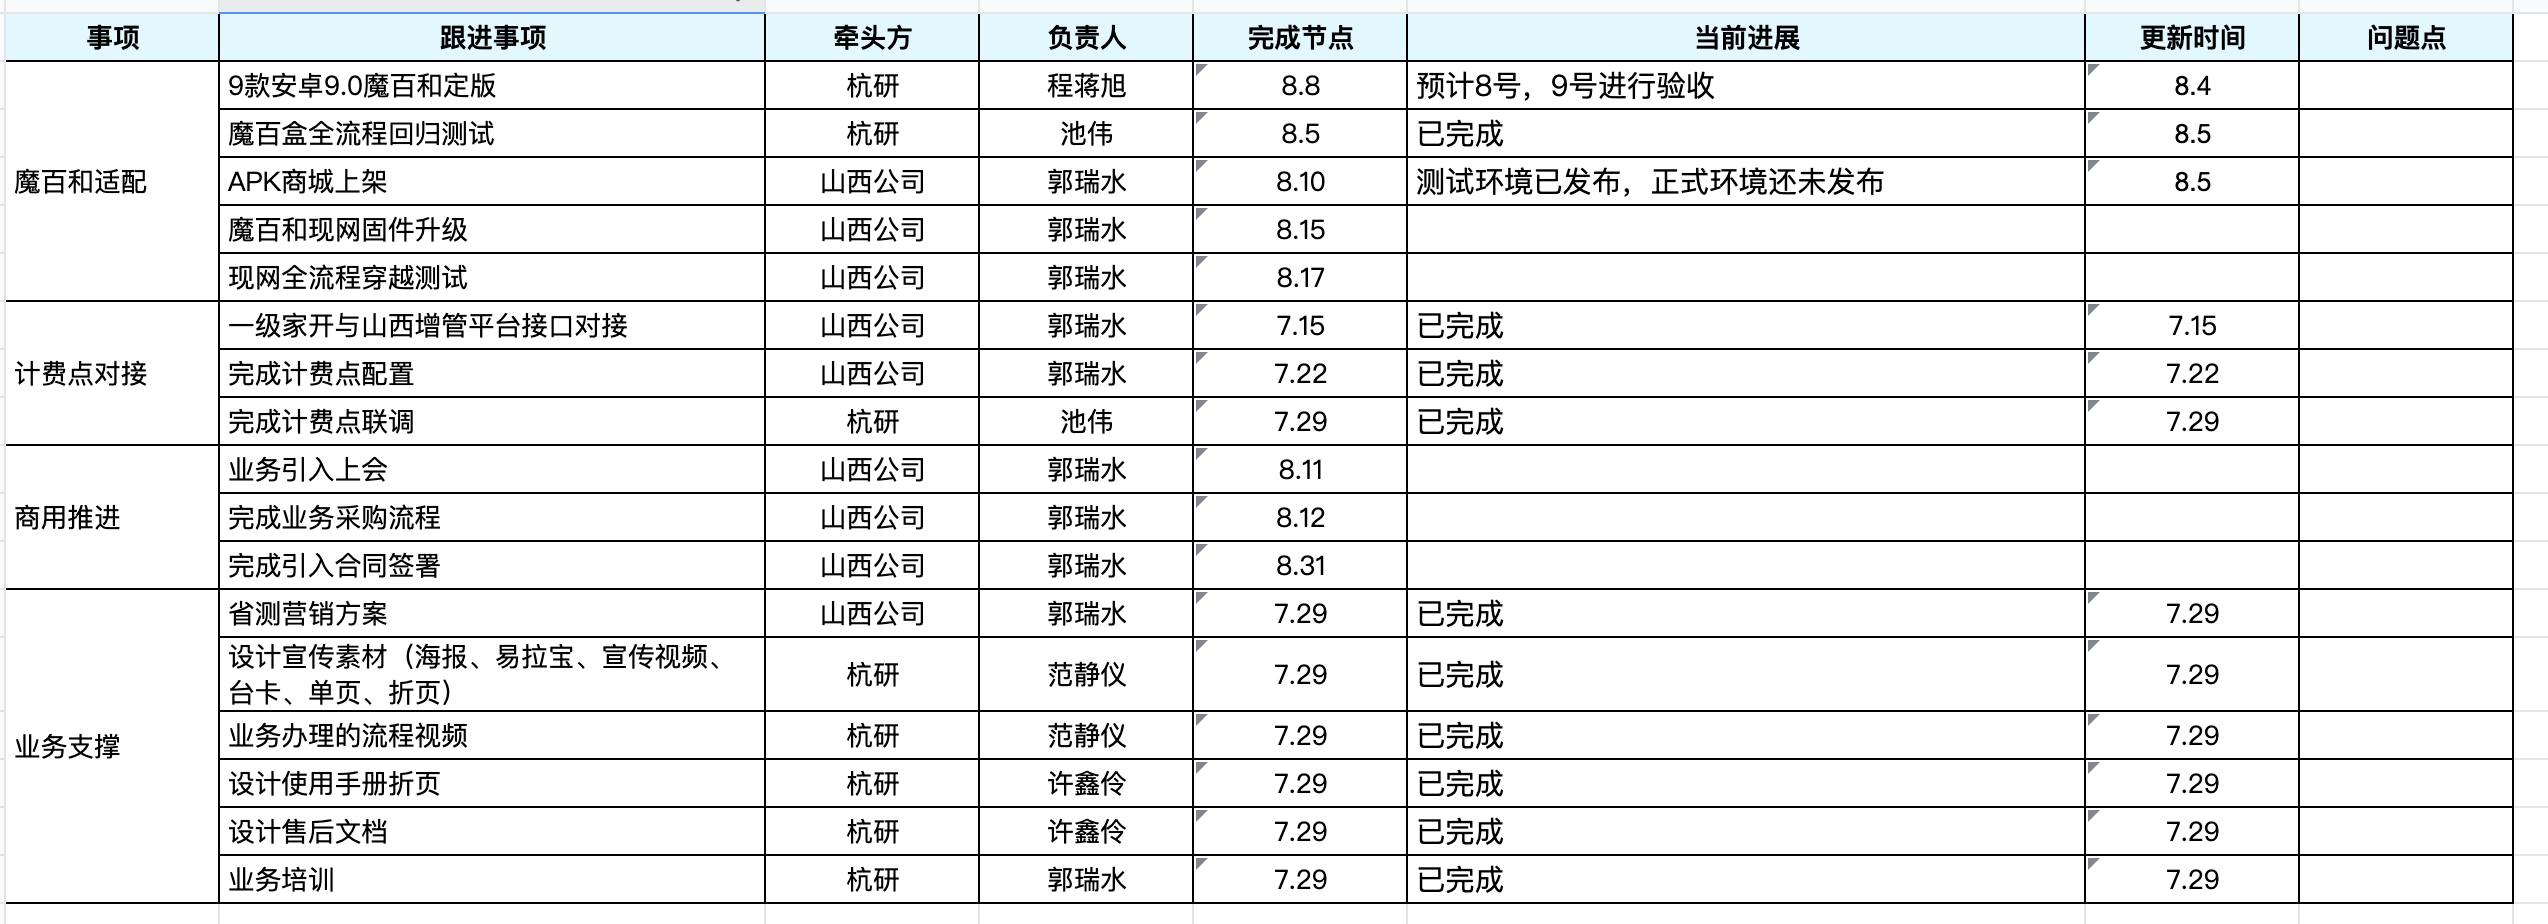 事项 跟进事项 牵头方 负责人 完成节点 当前进展 更新时间 问题点
魔百和适配
9款安卓9.0魔百和定版 杭研 程蒋旭 8.8 预计8号，9号进行验收 8.4
魔百盒全流程回归测试 杭研 池伟 8.5 已完成 8.5
APK商城上架 山西公司 郭瑞水 8.10 测试环境已发布，正式环境还未发布 8.5
魔百和现网固件升级 山西公司 郭瑞水 8.15
现网全流程穿越测试 山西公司 郭瑞水 8.17
计费点对接
一级家开与山西增管平台接口对接 山西公司 郭瑞水 7.15 已完成 7.15
完成计费点配置 山西公司 郭瑞水 7.22 已完成 7.22
完成计费点联调 杭研 池伟 7.29 已完成 7.29
商用推进
业务引入上会 山西公司 郭瑞水 8.11
完成业务采购流程 山西公司 郭瑞水 8.12
完成引入合同签署 山西公司 郭瑞水 8.31
业务支撑
省测营销方案 山西公司 郭瑞水 7.29 已完成 7.29
设计宣传素材（海报、易拉宝、宣传视频、
台卡、单页、折页） 杭研 范静仪 7.29 已完成 7.29
业务办理的流程视频 杭研 范静仪 7.29 已完成 7.29
设计使用手册折页 杭研 许鑫伶 7.29 已完成 7.29
设计售后文档 杭研 许鑫伶 7.29 已完成 7.29
业务培训 杭研 郭瑞水 7.29 已完成 7.29